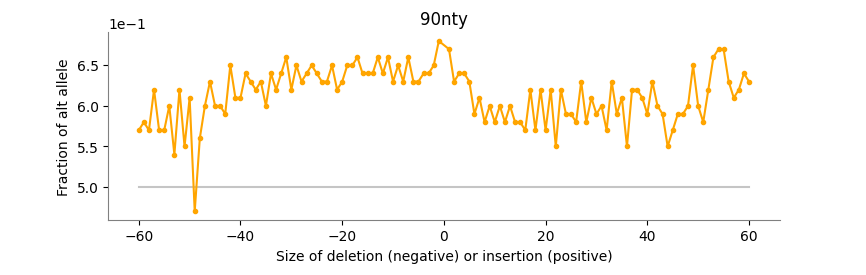 90nty
1e−1
Fraction of alt allele
6.5
6.0
5.5
5.0
−60 −40 −20 0 20 40 60
Size of deletion (negative) or insertion (positive)